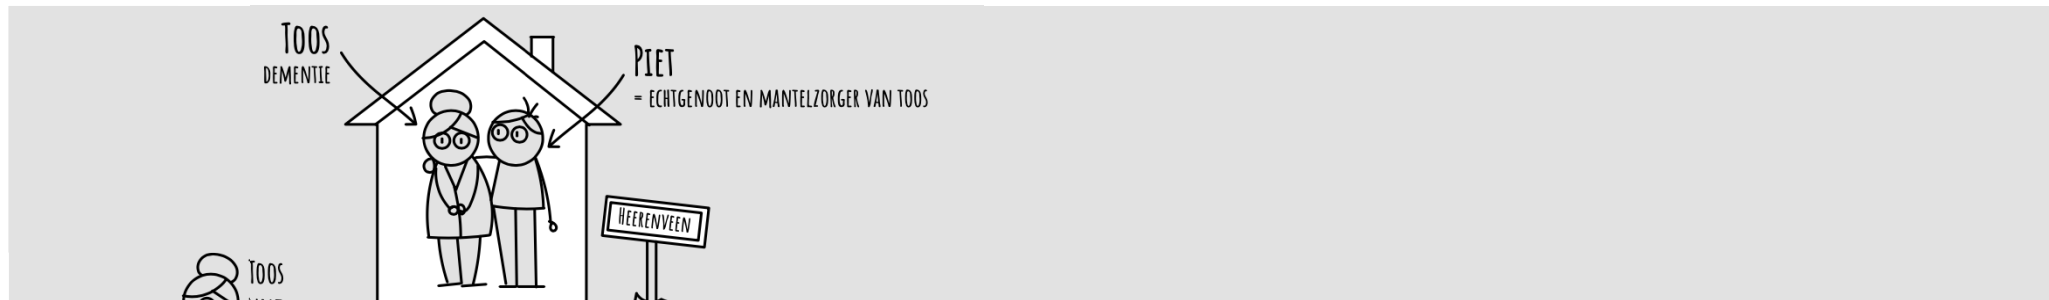 Toos
DEMENTIE
PIET
= ECHTGENOOT EN MANTELZORGER VAN TOOS
HEERENVEEN
Toos